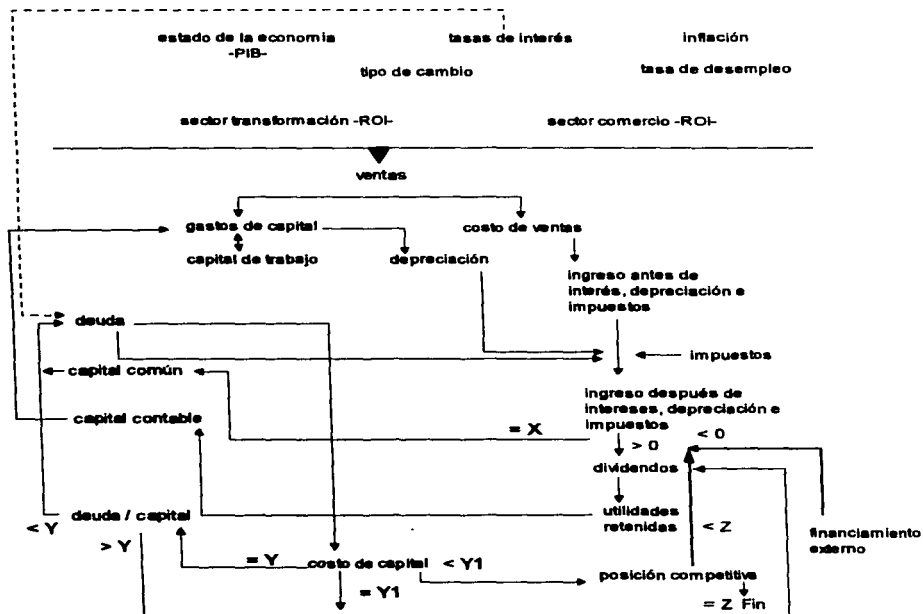 estado de la economía
-PIB-
tasas de interés
inflación
tipo de cambio
tasa de desempleo
sector transformación -ROI-
sector comercio -ROI-
ventas
gastos de capital
costo de ventas
capital de trabajo
depreciación
ingreso antes de
interés, depreciación e
impuestos
deuda
impuestos
capital común
ingreso después de
intereses, depreciación e
impuestos
capital contable
= X
> 0
< 0
dividendos
utilidades
retenidas
deuda / capital
< Y
> Y
< Z
financiamiento
externo
= Y
costo de capital
< Y1
= Y1
posición competitiva
= Z Fin